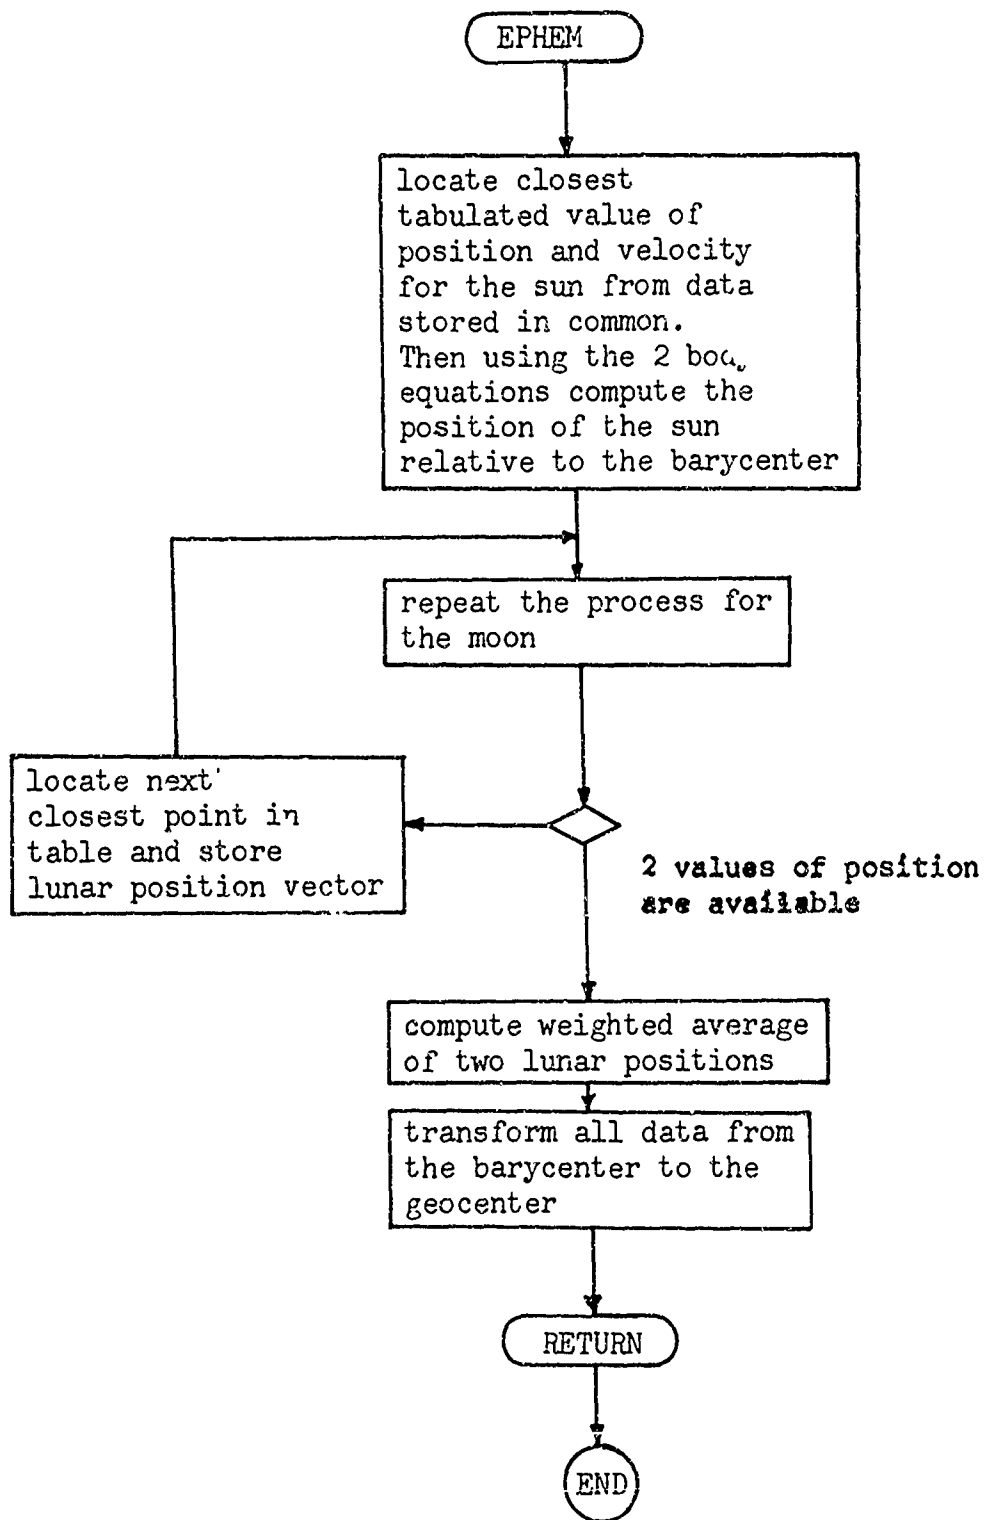 EPHEM
locate closest
tabulated value of
position and velocity
for the sun from data
stored in common.
Then using the 2 body
equations compute the
position of the sun
relative to the barycenter
repeat the process for
the moon
locate next
closest point in
table and store
lunar position vector
2 values of position
are available
compute weighted average
of two lunar positions
transform all data from
the barycenter to the
geocenter
RETURN
END